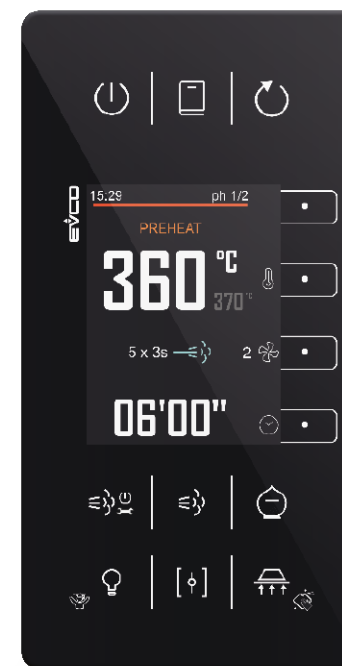 15:29 ph 1/2
EVCO
PREHEAT
360 °C
370 °C
5 x 3s 2
06'00"